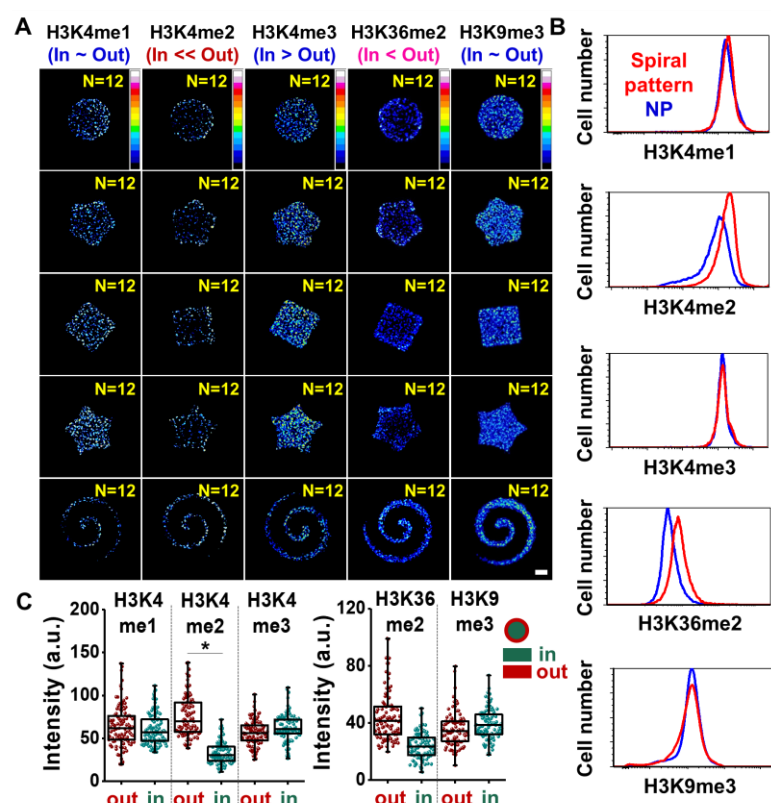 A
H3K4me1 H3K4me2 H3K4me3 H3K36me2 H3K9me3
(In ~ Out) (In << Out) (In > Out) (In < Out) (In ~ Out)
N=12 N=12 N=12 N=12 N=12
N=12 N=12 N=12 N=12 N=12
N=12 N=12 N=12 N=12 N=12
N=12 N=12 N=12 N=12 N=12
N=12 N=12 N=12 N=12 N=12
B
Cell number
Spiral
pattern
NP
H3K4me1
Cell number
H3K4me2
Cell number
H3K4me3
Cell number
H3K36me2
Cell number
H3K9me3
C
H3K4 H3K4 H3K4
me1 me2 me3
*
Intensity (a.u.)
200
150
100
50
0
out in out in out in
H3K36 H3K9
me2 me3
Intensity (a.u.)
120
80
40
0
out in out in
in
out